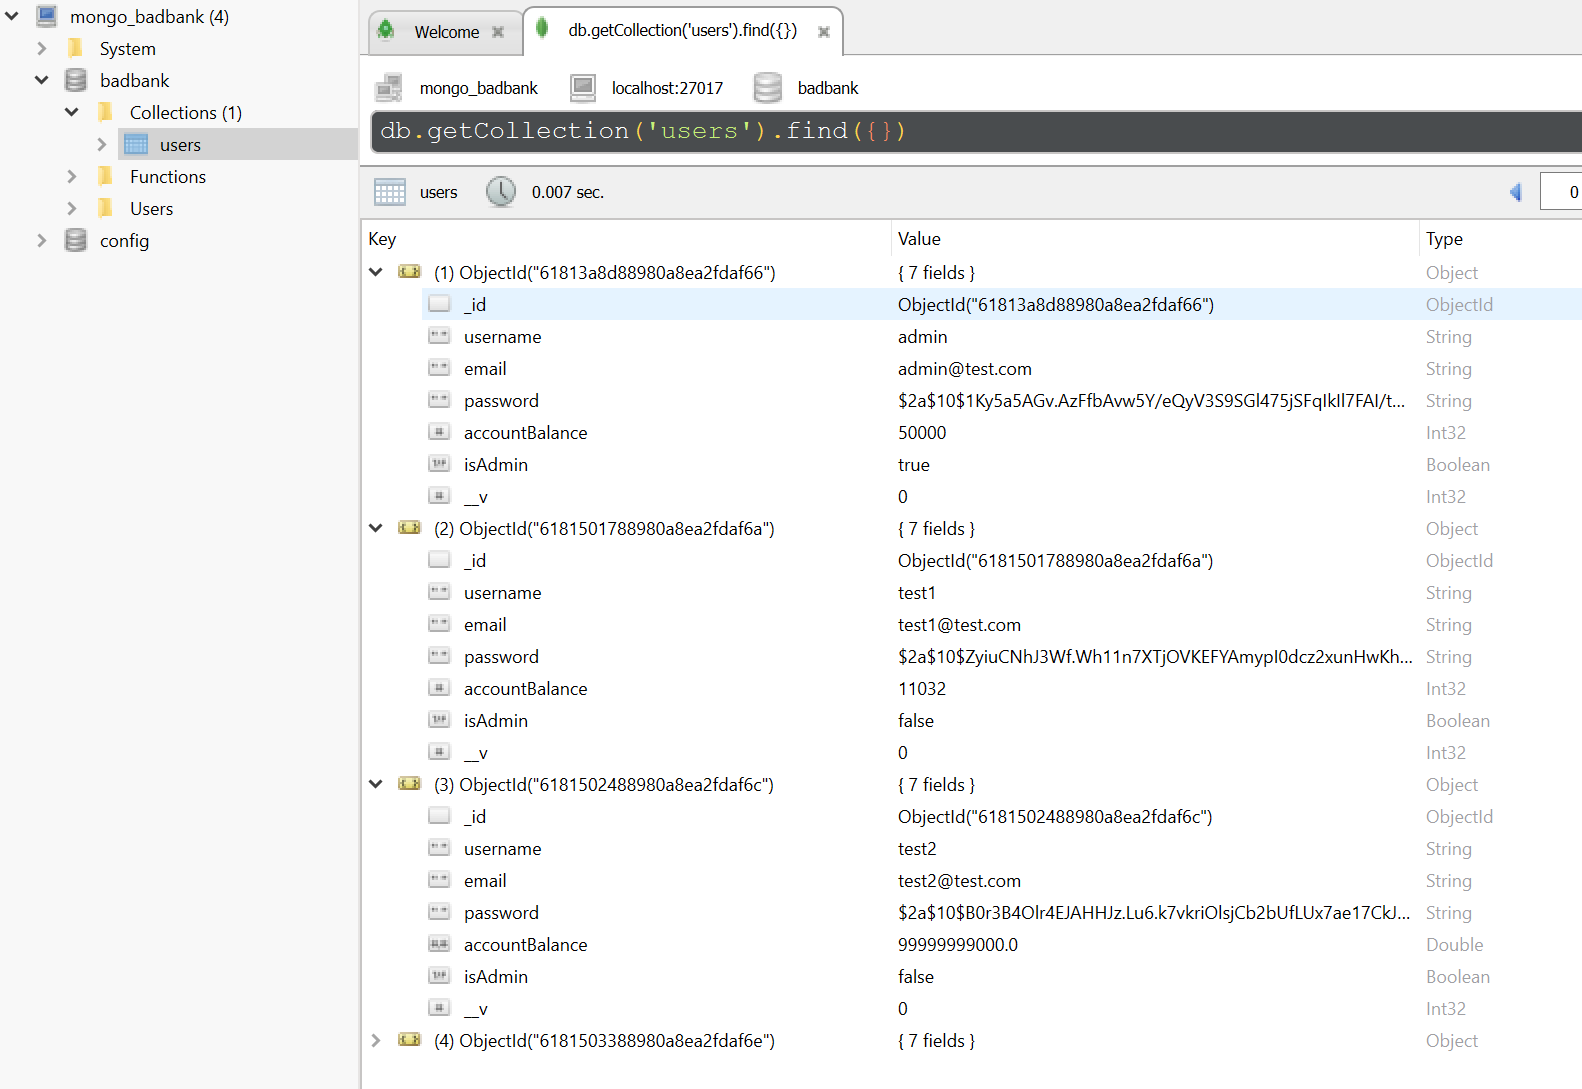 mongo_badbank (4)
System
badbank
Collections (1)
users
Functions
Users
config
Welcome
db.getCollection('users').find({})
mongo_badbank localhost:27017 badbank
db.getCollection('users').find({})
users 0.007 sec. 0
Key Value Type
(1) ObjectId("61813a8d88980a8ea2fdaf66") { 7 fields } Object
_id ObjectId("61813a8d88980a8ea2fdaf66") ObjectId
username admin String
email admin@test.com String
password $2a$10$1Ky5a5AGv.AzFfbAvw5Y/eQyV3S9SGl475jSFqIkIl7FAI/t... String
accountBalance 50000 Int32
isAdmin true Boolean
__v 0 Int32
(2) ObjectId("6181501788980a8ea2fdaf6a") { 7 fields } Object
_id ObjectId("6181501788980a8ea2fdaf6a") ObjectId
username test1 String
email test1@test.com String
password $2a$10$ZyiuCNhJ3Wf.Wh11n7XTjOVKEFYAmypI0dcz2xunHwKh... String
accountBalance 11032 Int32
isAdmin false Boolean
__v 0 Int32
(3) ObjectId("6181502488980a8ea2fdaf6c") { 7 fields } Object
_id ObjectId("6181502488980a8ea2fdaf6c") ObjectId
username test2 String
email test2@test.com String
password $2a$10$B0r3B4Olr4EJAHHJz.Lu6.k7vkriOlsjCb2bUfLUx7ae17CkJ... String
accountBalance 99999999000.0 Double
isAdmin false Boolean
__v 0 Int32
(4) ObjectId("6181503388980a8ea2fdaf6e") { 7 fields } Object